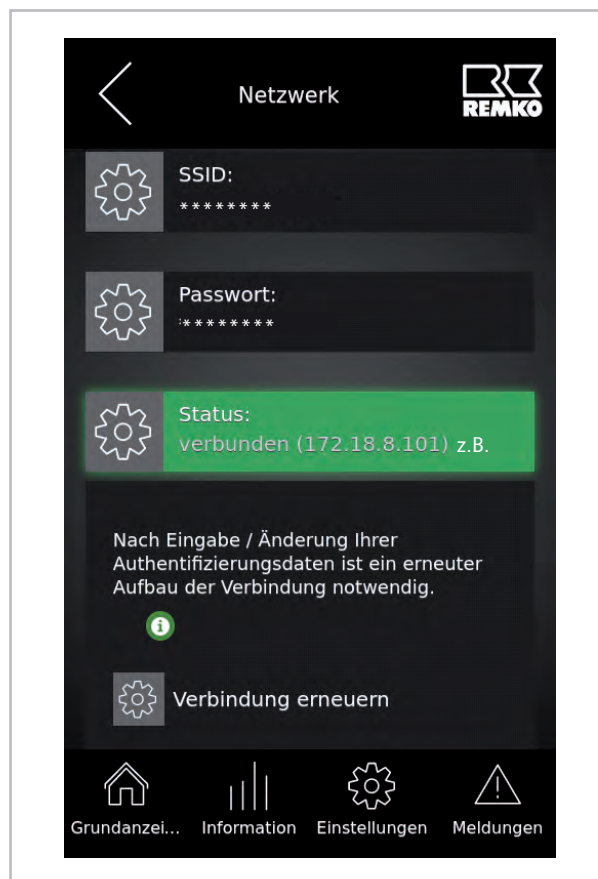 Netzwerk
REMKO
SSID:
********
Passwort:
:********
Status:
verbunden (172.18.8.101) z.B.
Nach Eingabe / Änderung Ihrer
Authentifizierungsdaten ist ein erneuter
Aufbau der Verbindung notwendig.
i
Verbindung erneuern
Grundanzei... Information Einstellungen Meldungen